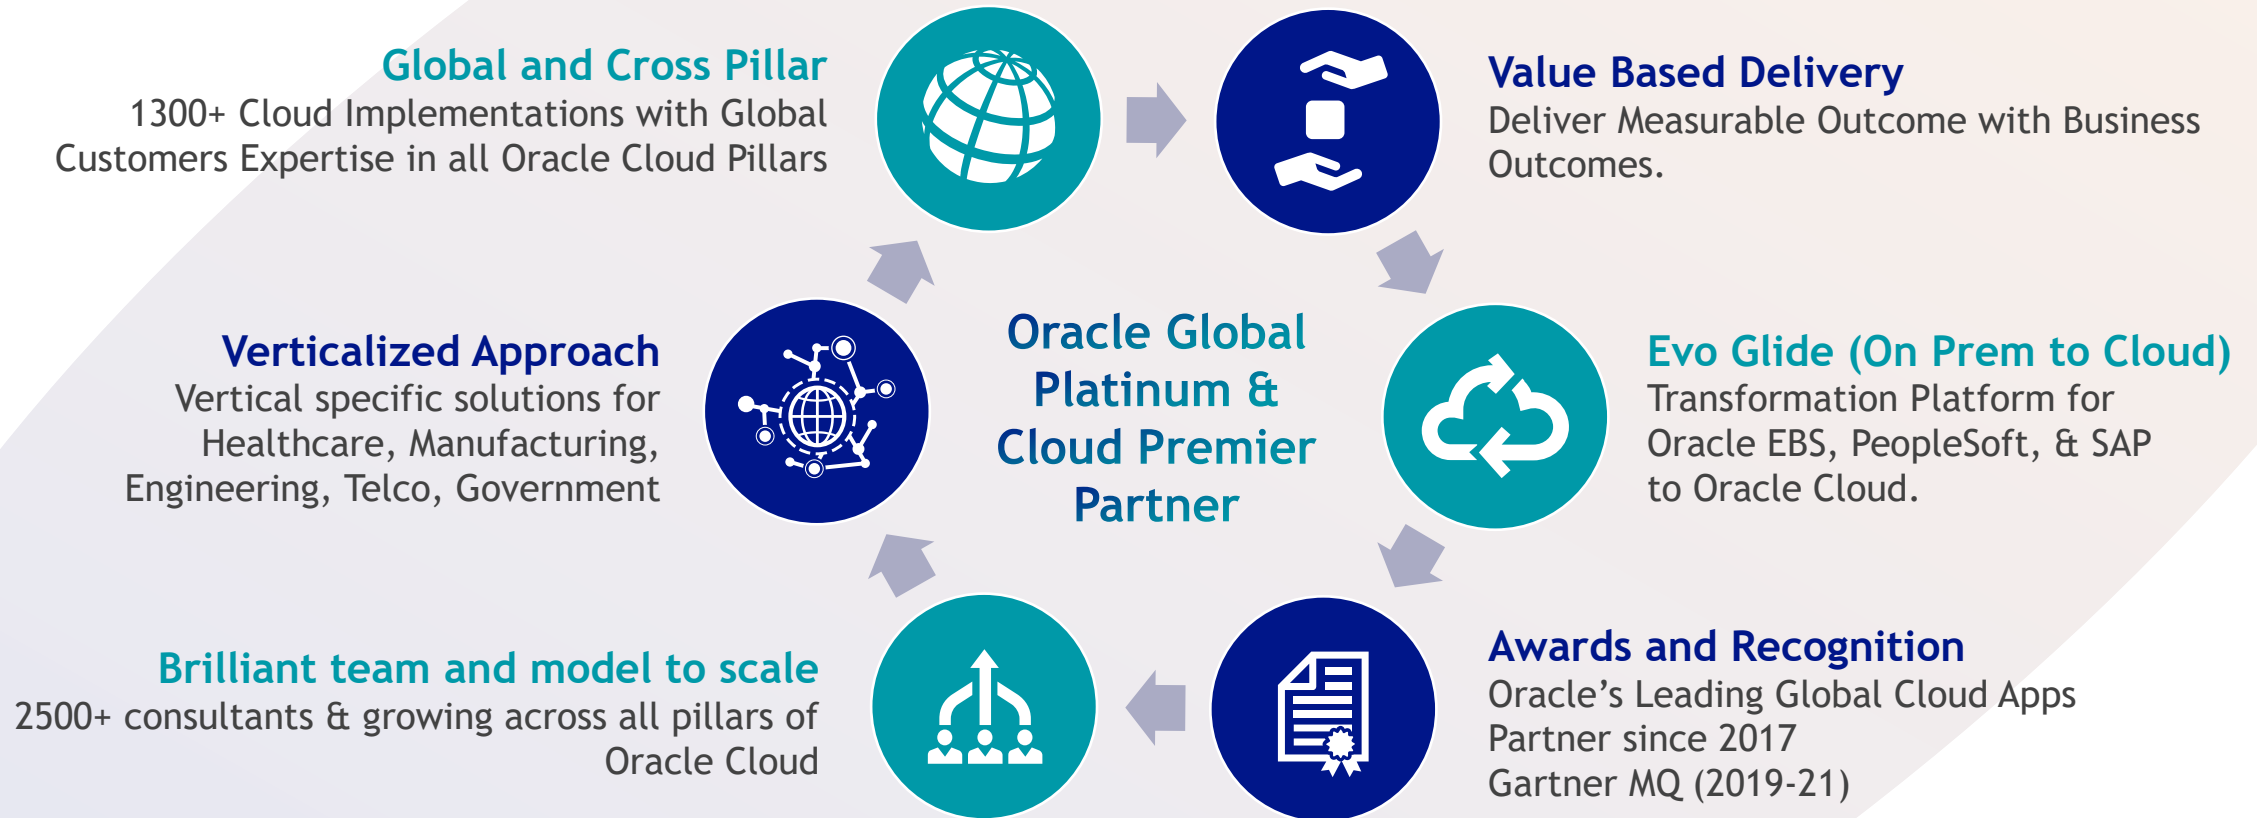 Global and Cross Pillar
1300+ Cloud Implementations with Global
Customers Expertise in all Oracle Cloud Pillars
Value Based Delivery
Deliver Measurable Outcome with Business
Outcomes.
Verticalized Approach
Vertical specific solutions for
Healthcare, Manufacturing,
Engineering, Telco, Government
Oracle Global
Platinum &
Cloud Premier
Partner
Evo Glide (On Prem to Cloud)
Transformation Platform for
Oracle EBS, PeopleSoft, & SAP
to Oracle Cloud.
Brilliant team and model to scale
2500+ consultants & growing across all pillars of
Oracle Cloud
Awards and Recognition
Oracle’s Leading Global Cloud Apps
Partner since 2017
Gartner MQ (2019-21)